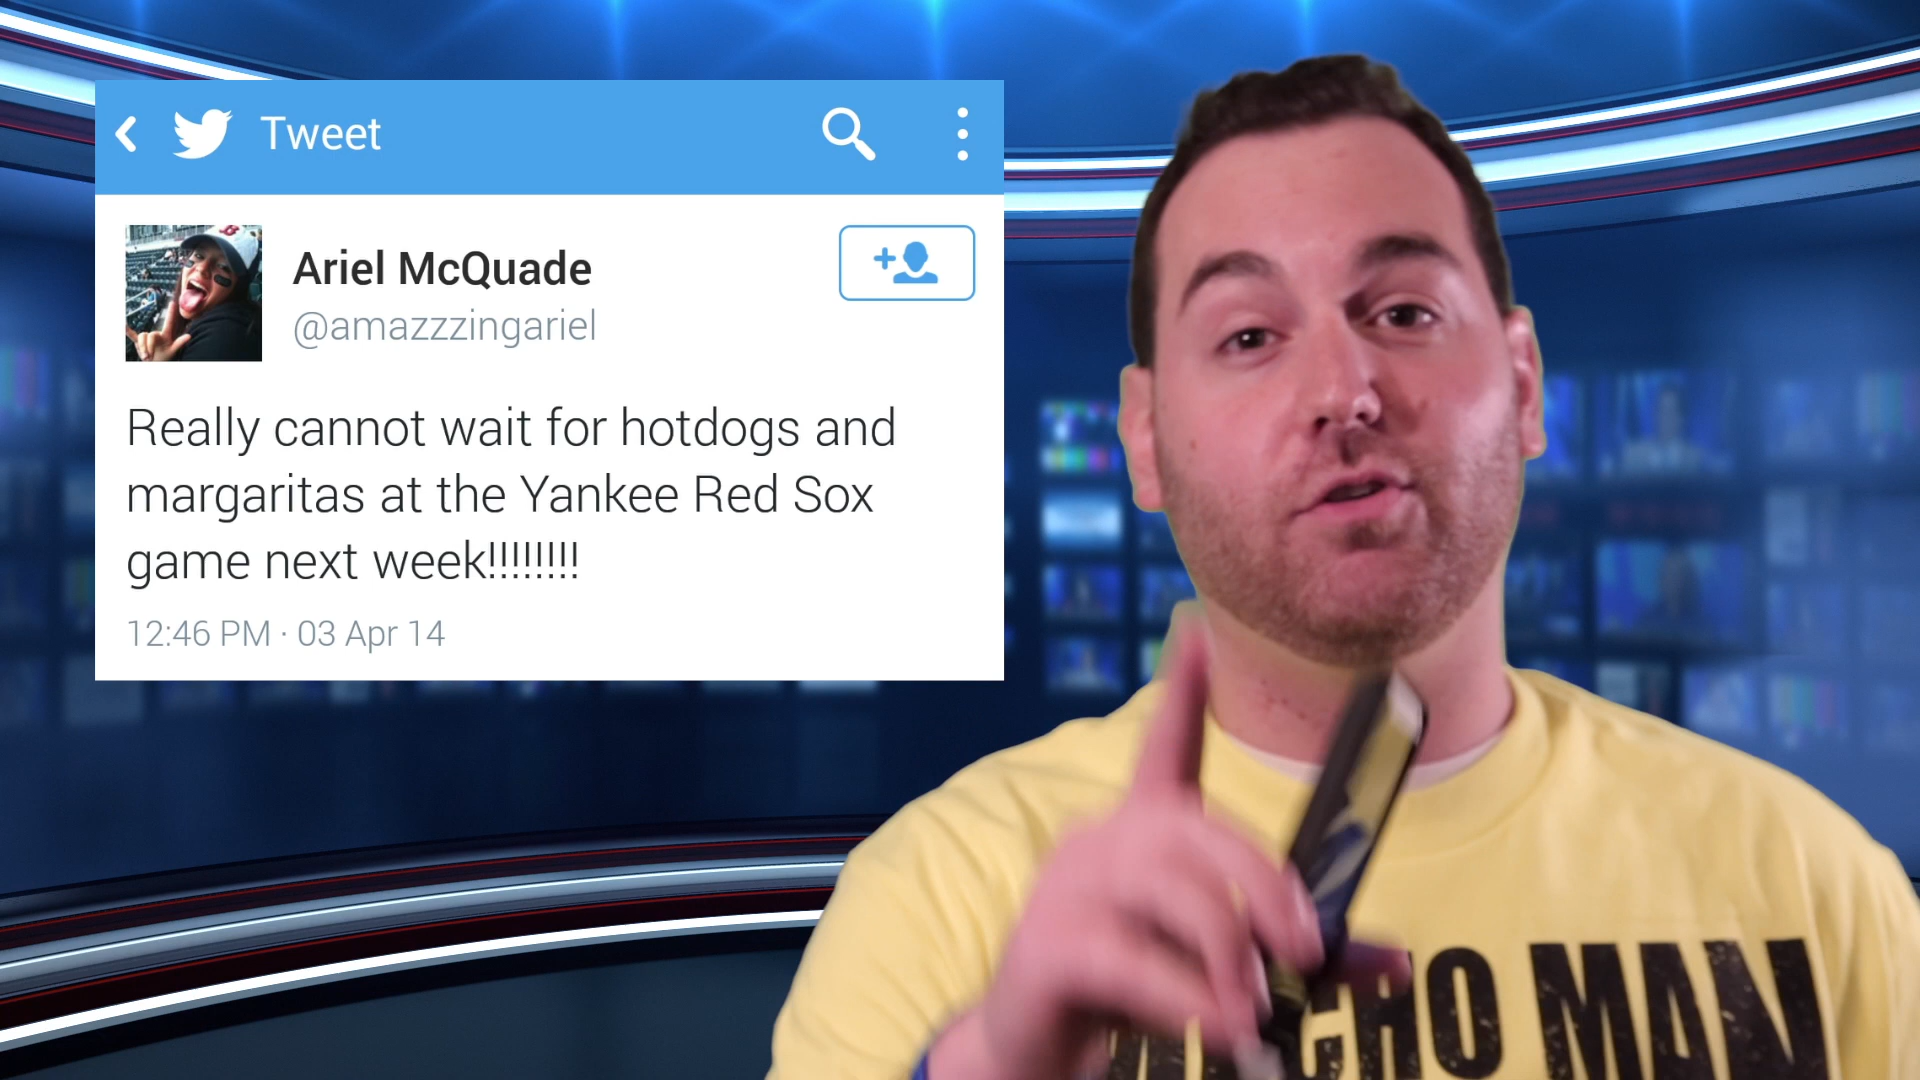 Tweet
Ariel McQuade
@amazzzingariel
Really cannot wait for hotdogs and
margaritas at the Yankee Red Sox
game next week!!!!!!!!
12:46 PM · 03 Apr 14
MAN